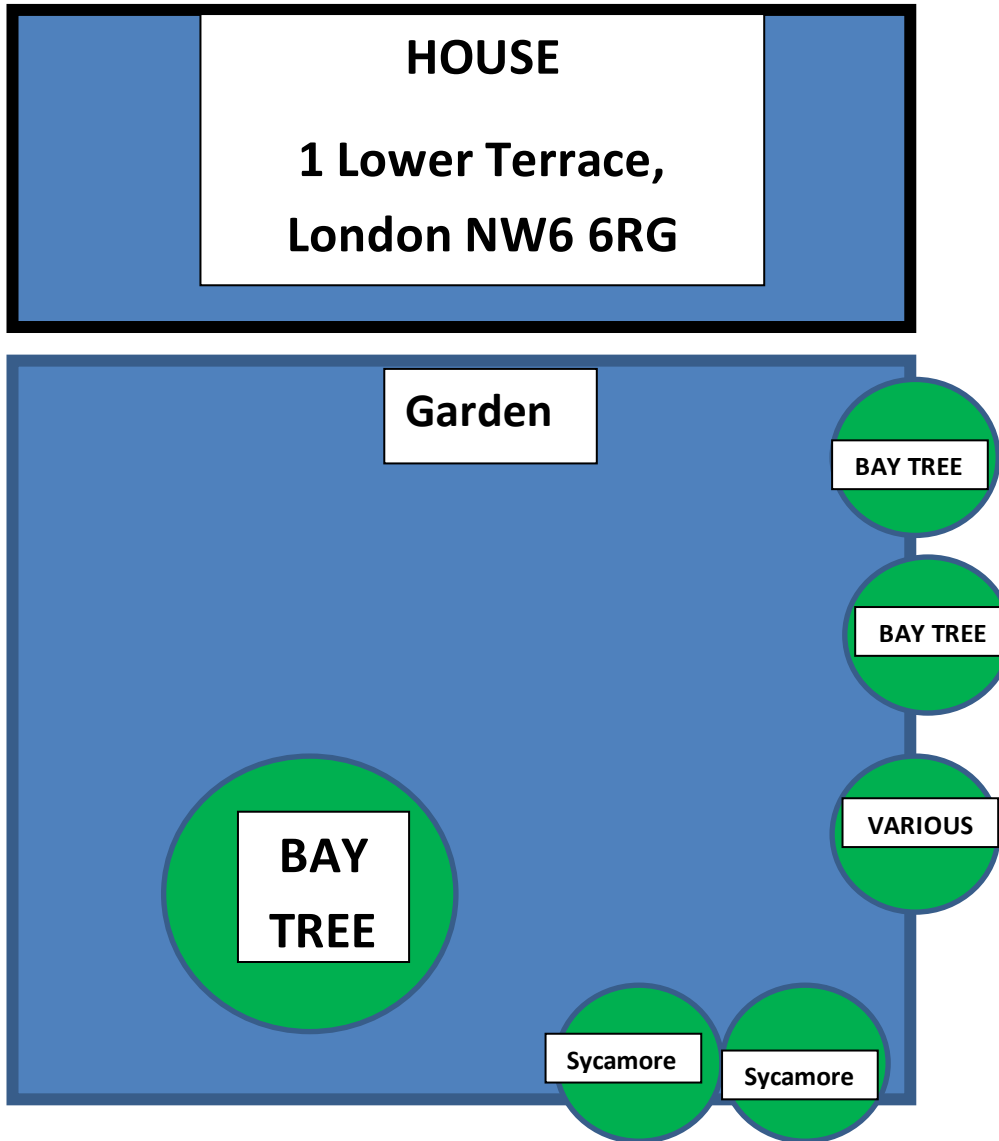 HOUSE
1 Lower Terrace,
London NW6 6RG
Garden
BAY TREE
BAY TREE
VARIOUS
BAY
TREE
Sycamore
Sycamore